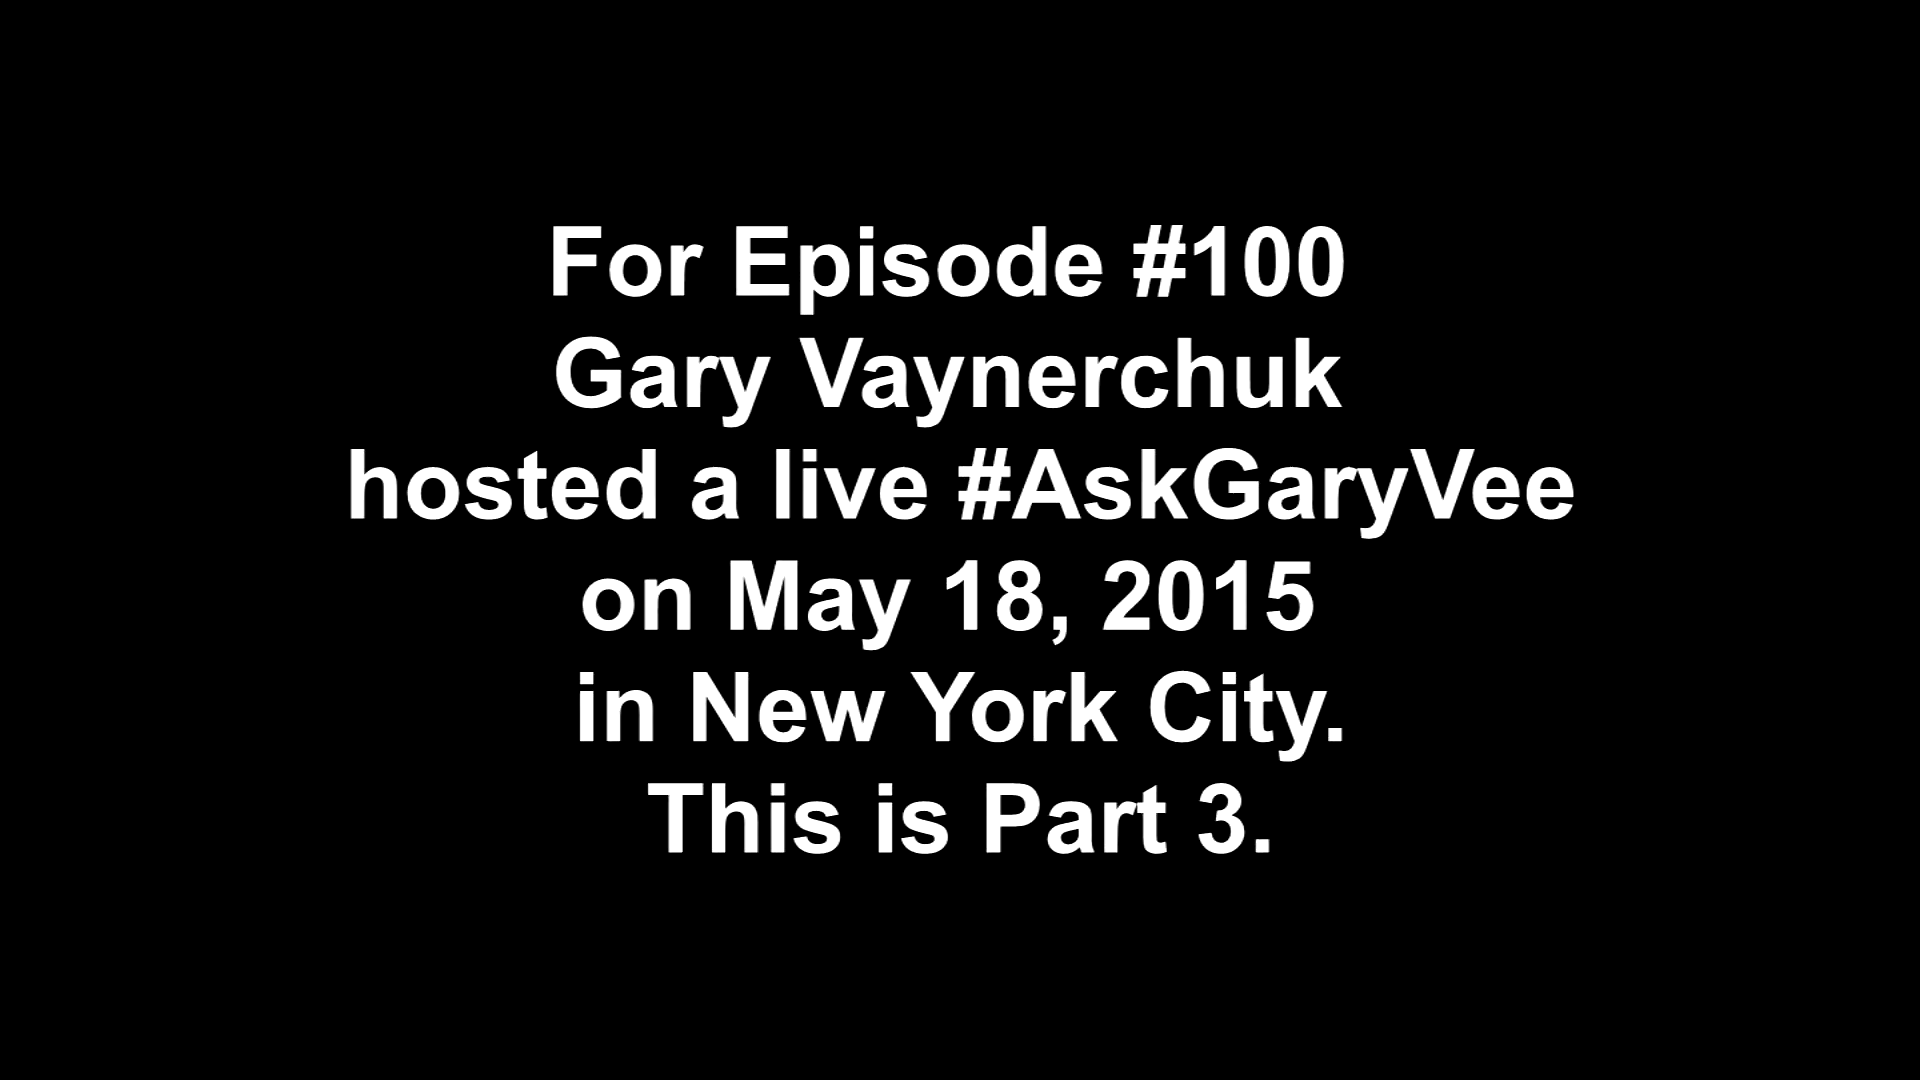 For Episode #100
Gary Vaynerchuk
hosted a live #AskGaryVee
on May 18, 2015
in New York City.
This is Part 3.